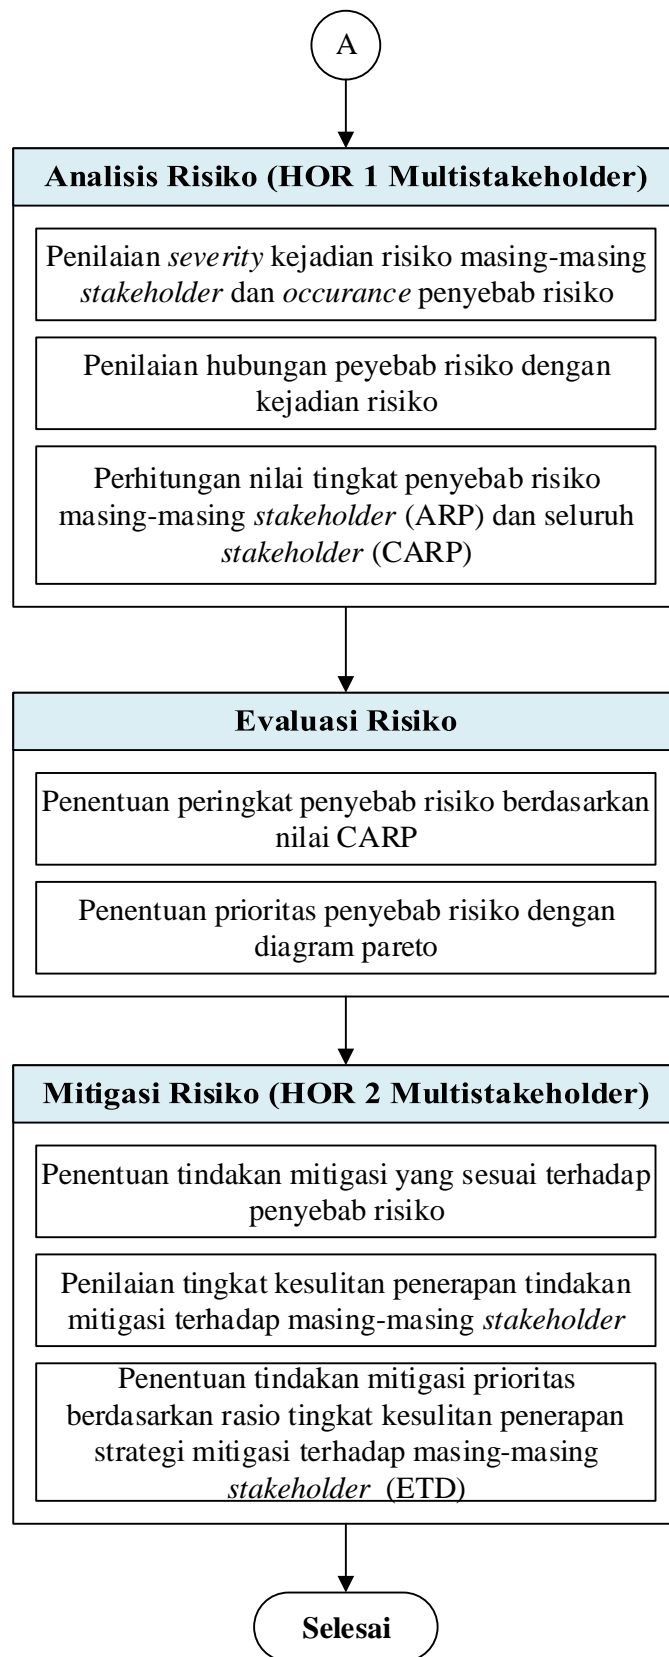 A
Analisis Risiko (HOR 1 Multistakeholder)
Penilaian severity kejadian risiko masing-masing
stakeholder dan occurance penyebab risiko
Penilaian hubungan peyebab risiko dengan
kejadian risiko
Perhitungan nilai tingkat penyebab risiko
masing-masing stakeholder (ARP) dan seluruh
stakeholder (CARP)
Evaluasi Risiko
Penentuan peringkat penyebab risiko berdasarkan
nilai CARP
Penentuan prioritas penyebab risiko dengan
diagram pareto
Mitigasi Risiko (HOR 2 Multistakeholder)
Penentuan tindakan mitigasi yang sesuai terhadap
penyebab risiko
Penilaian tingkat kesulitan penerapan tindakan
mitigasi terhadap masing-masing stakeholder
Penentuan tindakan mitigasi prioritas
berdasarkan rasio tingkat kesulitan penerapan
strategi mitigasi terhadap masing-masing
stakeholder (ETD)
Selesai